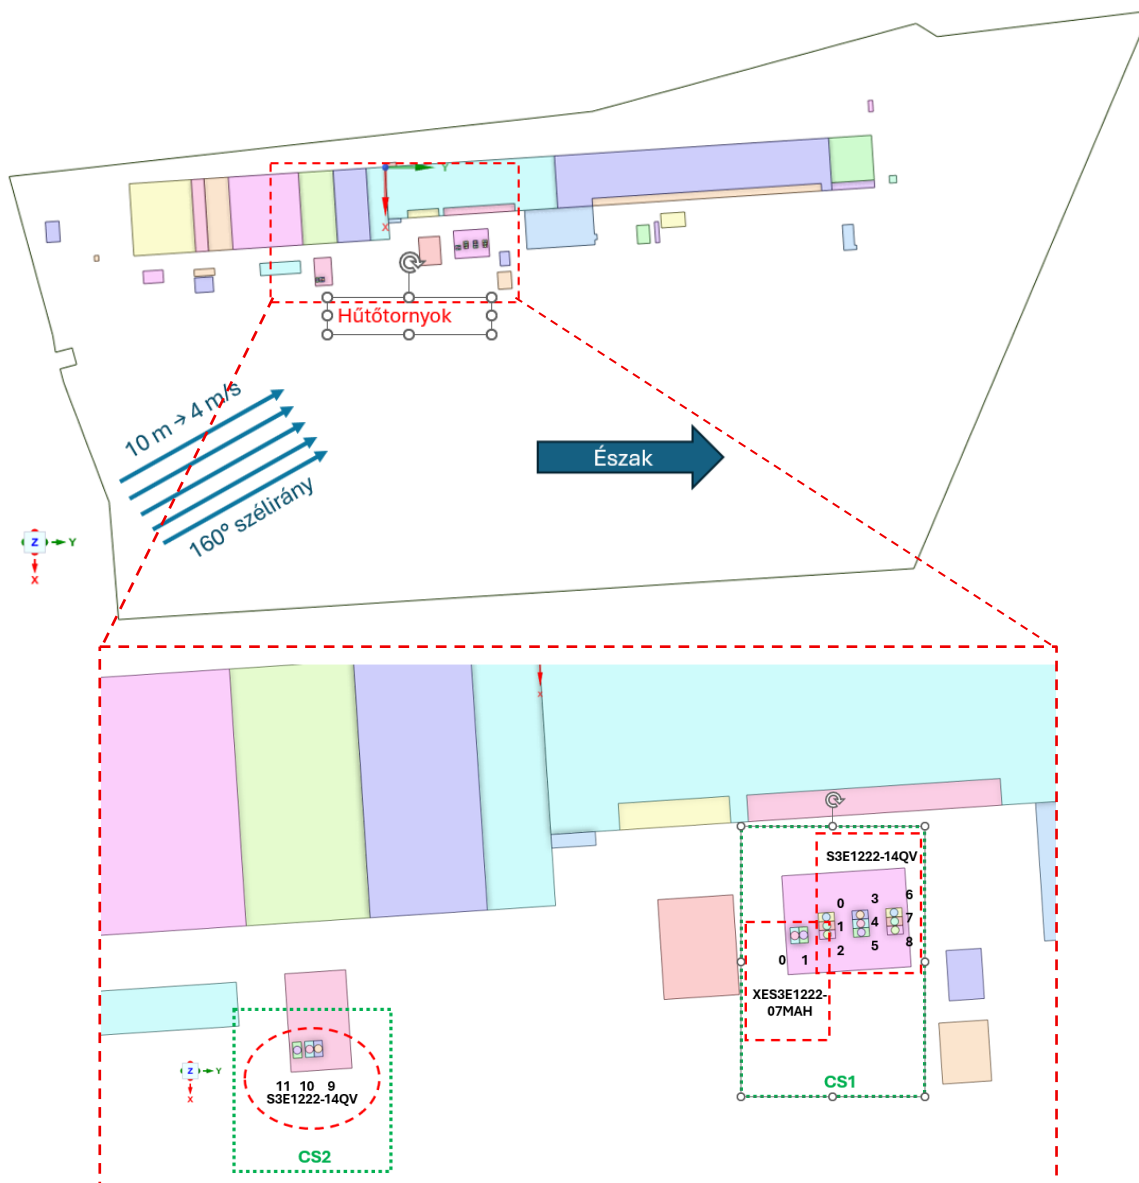 Y
X
Hűtőtornyok
10 m → 4 m/s
160° szélirány
Észak
Z
Y
X
x
S3E1222-14QV
6
3
0
7
4
1
8
5
2
0 1
XES3E1222-
07MAH
CS1
Z
Y
X
11 10 9
S3E1222-14QV
CS2